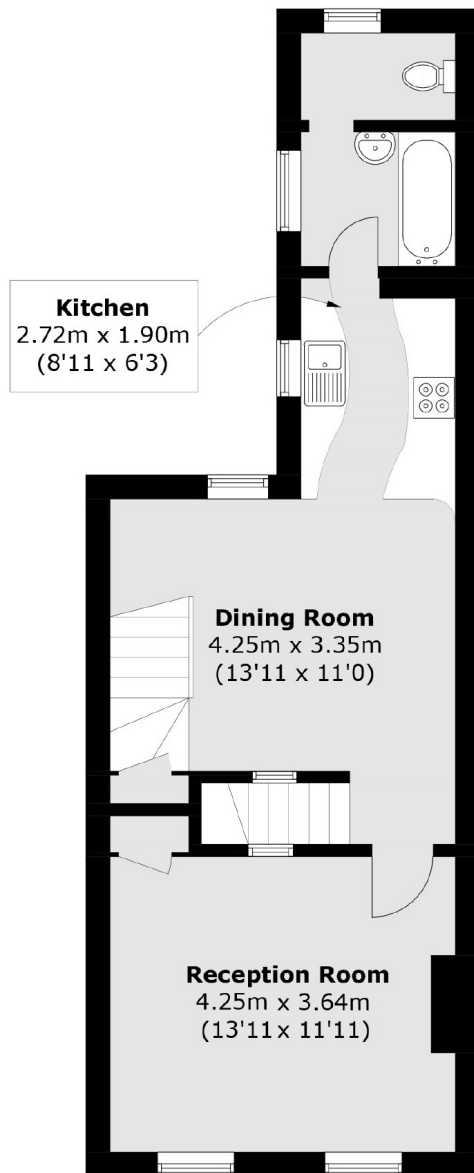 Kitchen
2.72m x 1.90m
(8'11 x 6'3)
Dining Room
4.25m x 3.35m
(13'11 x 11'0)
Reception Room
4.25m x 3.64m
(13'11 x 11'11)